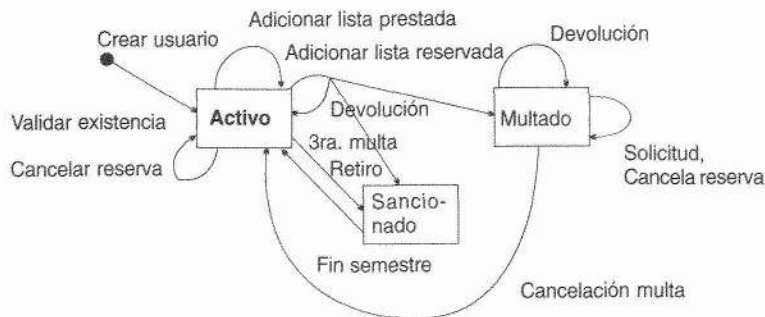 Adicionar lista prestada
Crear usuario
Adicionar lista reservada
Devolución
Activo
Devolución
Multado
Validar existencia
3ra. multa
Cancelar reserva
Retiro
Solicitud,
Cancela reserva
Sancio-
nado
Fin semestre
Cancelación multa